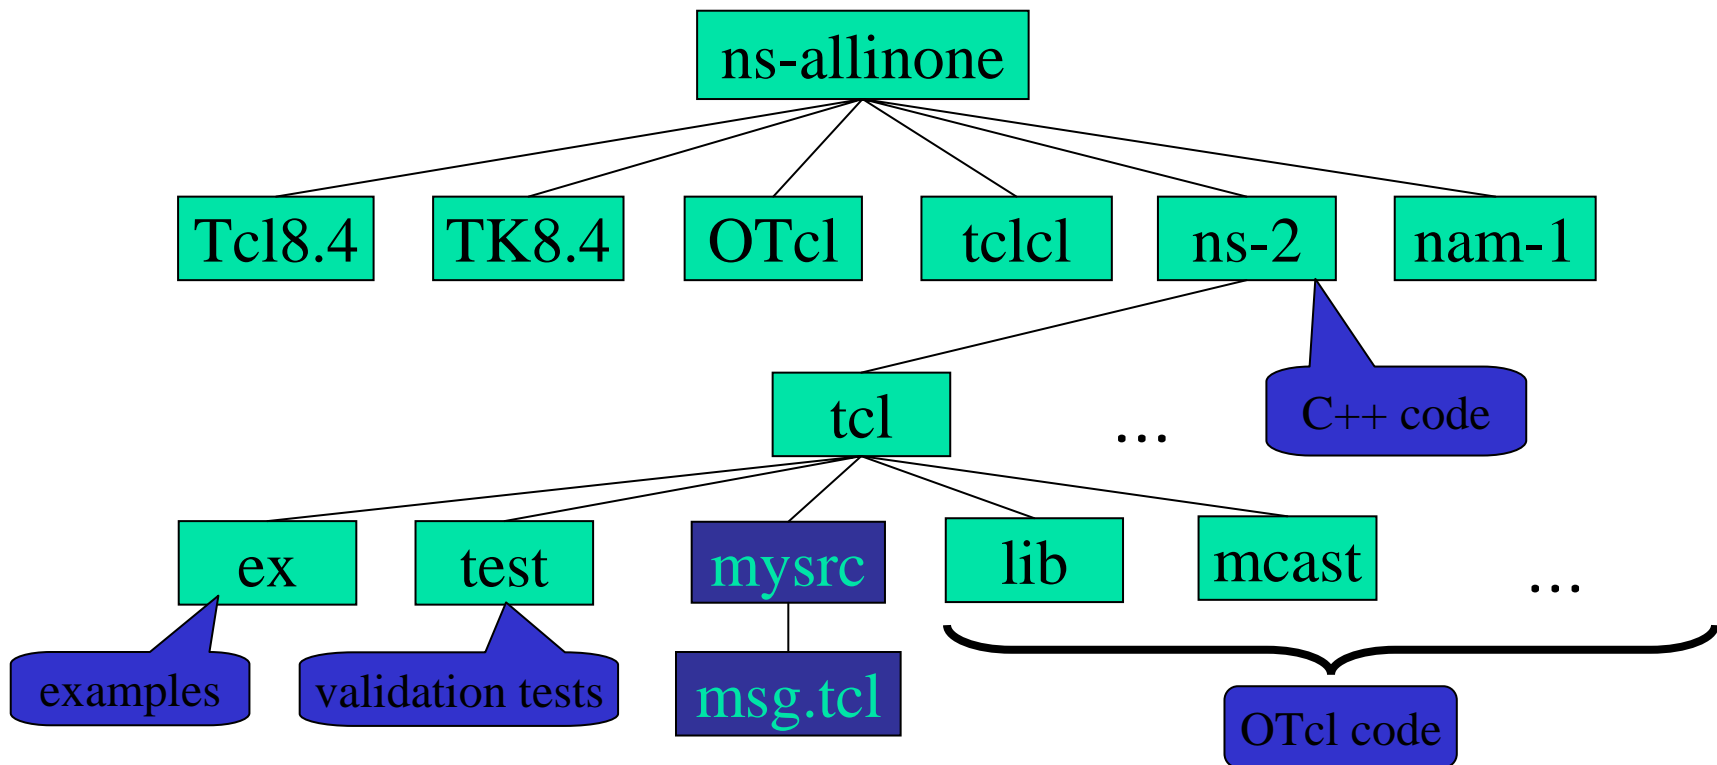 ns-allinone
Tcl8.4
TK8.4
OTcl
tclcl
ns-2
nam-1
tcl
...
C++ code
ex
test
mysrc
lib
mcast
...
examples
validation tests
msg.tcl
OTcl code